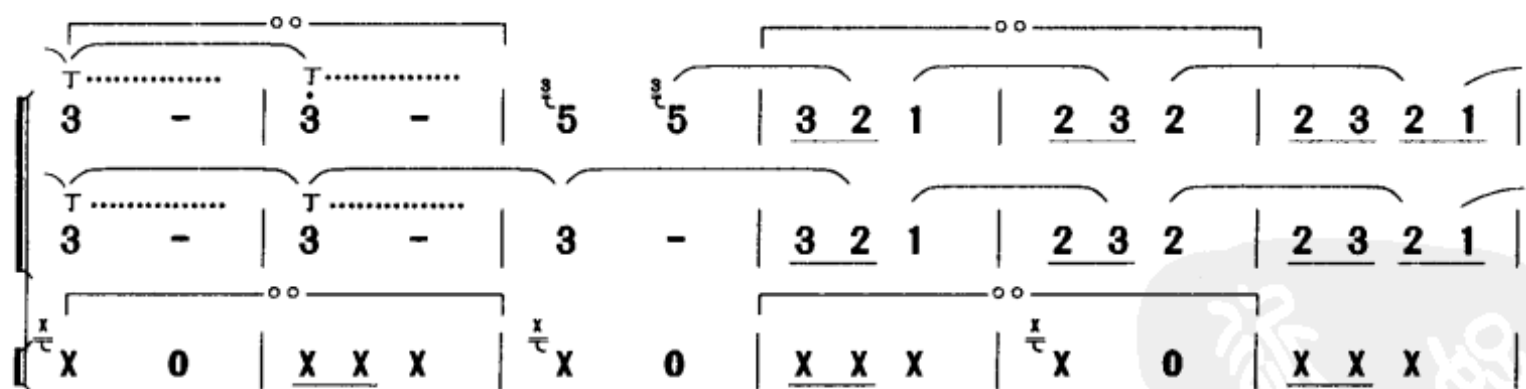 3 - | 3̇ - | 5 5 | 3 2 1 | 2 3 2 | 2 3 2 1 |
3 - | 3 - | 3 - | 3 2 1 | 2 3 2 | 2 3 2 1 |
X 0 | X X X | X 0 | X X X | X 0 | X X X |